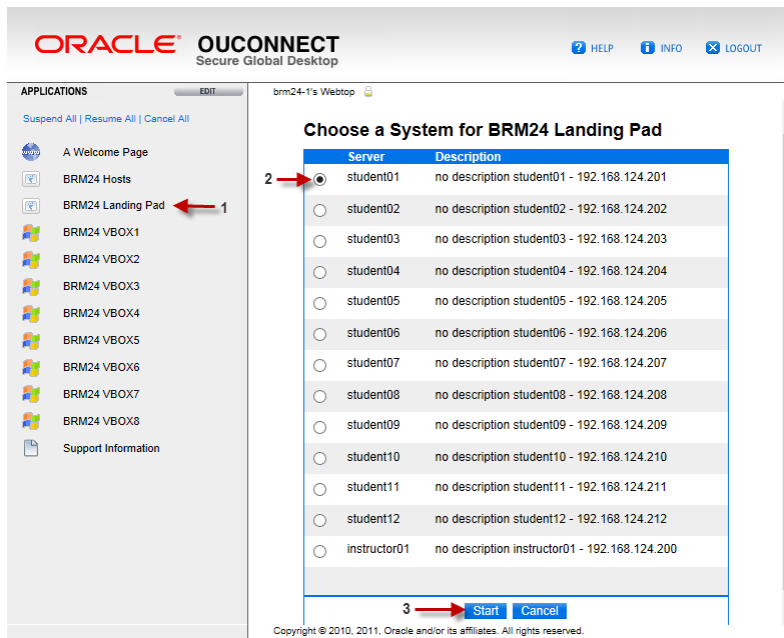 ORACLE® OUCONNECT
Secure Global Desktop
? HELP i INFO X LOGOUT
APPLICATIONS EDIT
Suspend All | Resume All | Cancel All
www A Welcome Page
BRM24 Hosts
BRM24 Landing Pad 1
BRM24 VBOX1
BRM24 VBOX2
BRM24 VBOX3
BRM24 VBOX4
BRM24 VBOX5
BRM24 VBOX6
BRM24 VBOX7
BRM24 VBOX8
Support Information
brm24-1's Webtop
Choose a System for BRM24 Landing Pad
Server Description
2 student01 no description student01 - 192.168.124.201
student02 no description student02 - 192.168.124.202
student03 no description student03 - 192.168.124.203
student04 no description student04 - 192.168.124.204
student05 no description student05 - 192.168.124.205
student06 no description student06 - 192.168.124.206
student07 no description student07 - 192.168.124.207
student08 no description student08 - 192.168.124.208
student09 no description student09 - 192.168.124.209
student10 no description student10 - 192.168.124.210
student11 no description student11 - 192.168.124.211
student12 no description student12 - 192.168.124.212
instructor01 no description instructor01 - 192.168.124.200
3 Start Cancel
Copyright © 2010, 2011, Oracle and/or its affiliates. All rights reserved.